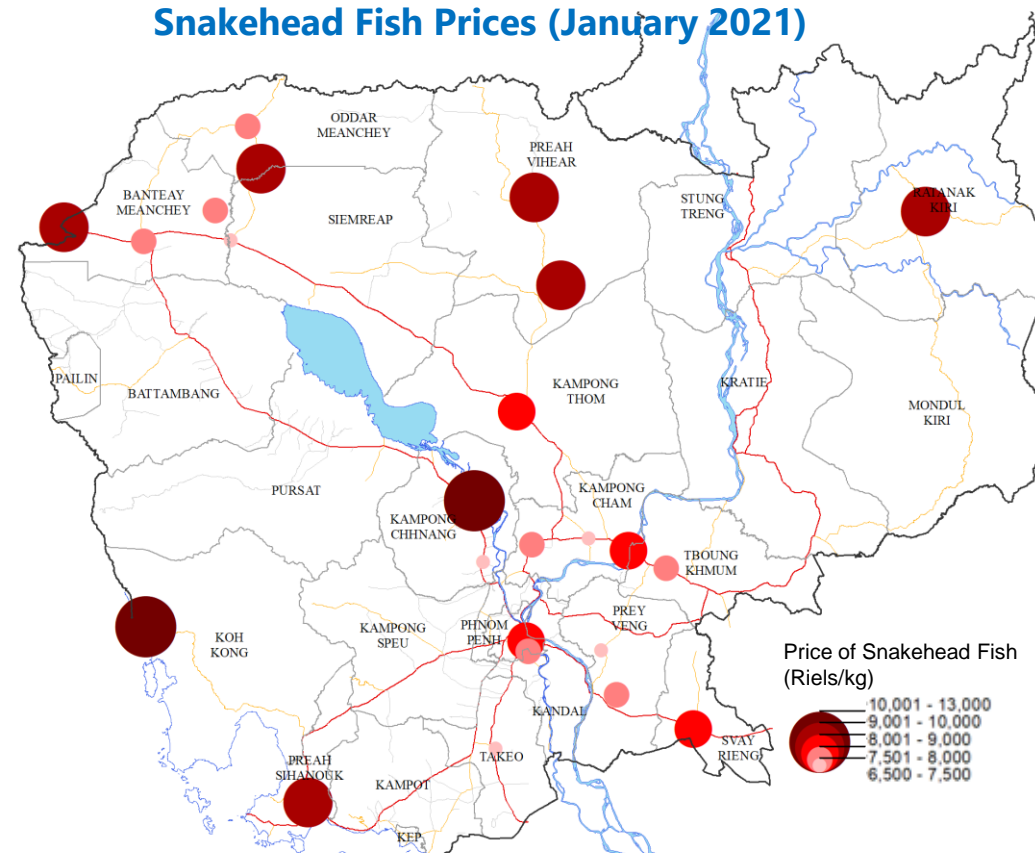 Snakehead Fish Prices (January 2021)
ODDAR
MEANCHEY
PREAH
VIHEAR
BANTEAY
MEANCHEY
SIEMREAP
STUNG
TRENG
RATANAK
KIRI
PAILIN
BATTAMBANG
KAMPONG
THOM
KRATIE
MONDUL
KIRI
PURSAT
KAMPONG
CHAM
KAMPONG
CHHNANG
TBOUNG
KHMUM
KOH
KONG
KAMPONG
SPEU
PHNOM
PENH
PREY
VENG
KANDAL
SVAY
RIENG
TAKEO
PREAH
SIHANOUK
KAMPOT
KEP
Price of Snakehead Fish
(Riels/kg)
10,001 - 13,000
9,001 - 10,000
8,001 - 9,000
7,501 - 8,000
6,500 - 7,500